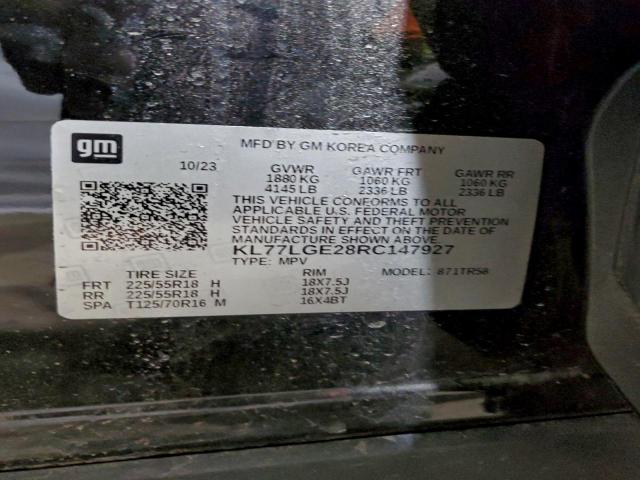 gm
MFD BY GM KOREA COMPANY
10/23
GVWR GAWR FRT GAWR RR
1880 KG 1060 KG 1060 KG
4145 LB 2336 LB 2336 LB
THIS VEHICLE CONFORMS TO ALL
APPLICABLE U.S. FEDERAL MOTOR
VEHICLE SAFETY AND THEFT PREVENTION
STANDARDS IN EFFECT ON THE DATE OF
MANUFACTURE SHOWN ABOVE.
KL77LGE28RC147927
TYPE: MPV MODEL: 871TR58
TIRE SIZE RIM
FRT 225/55R18 H 18X7.5J
RR 225/55R18 H 18X7.5J
SPA T125/70R16 M 16X4BT